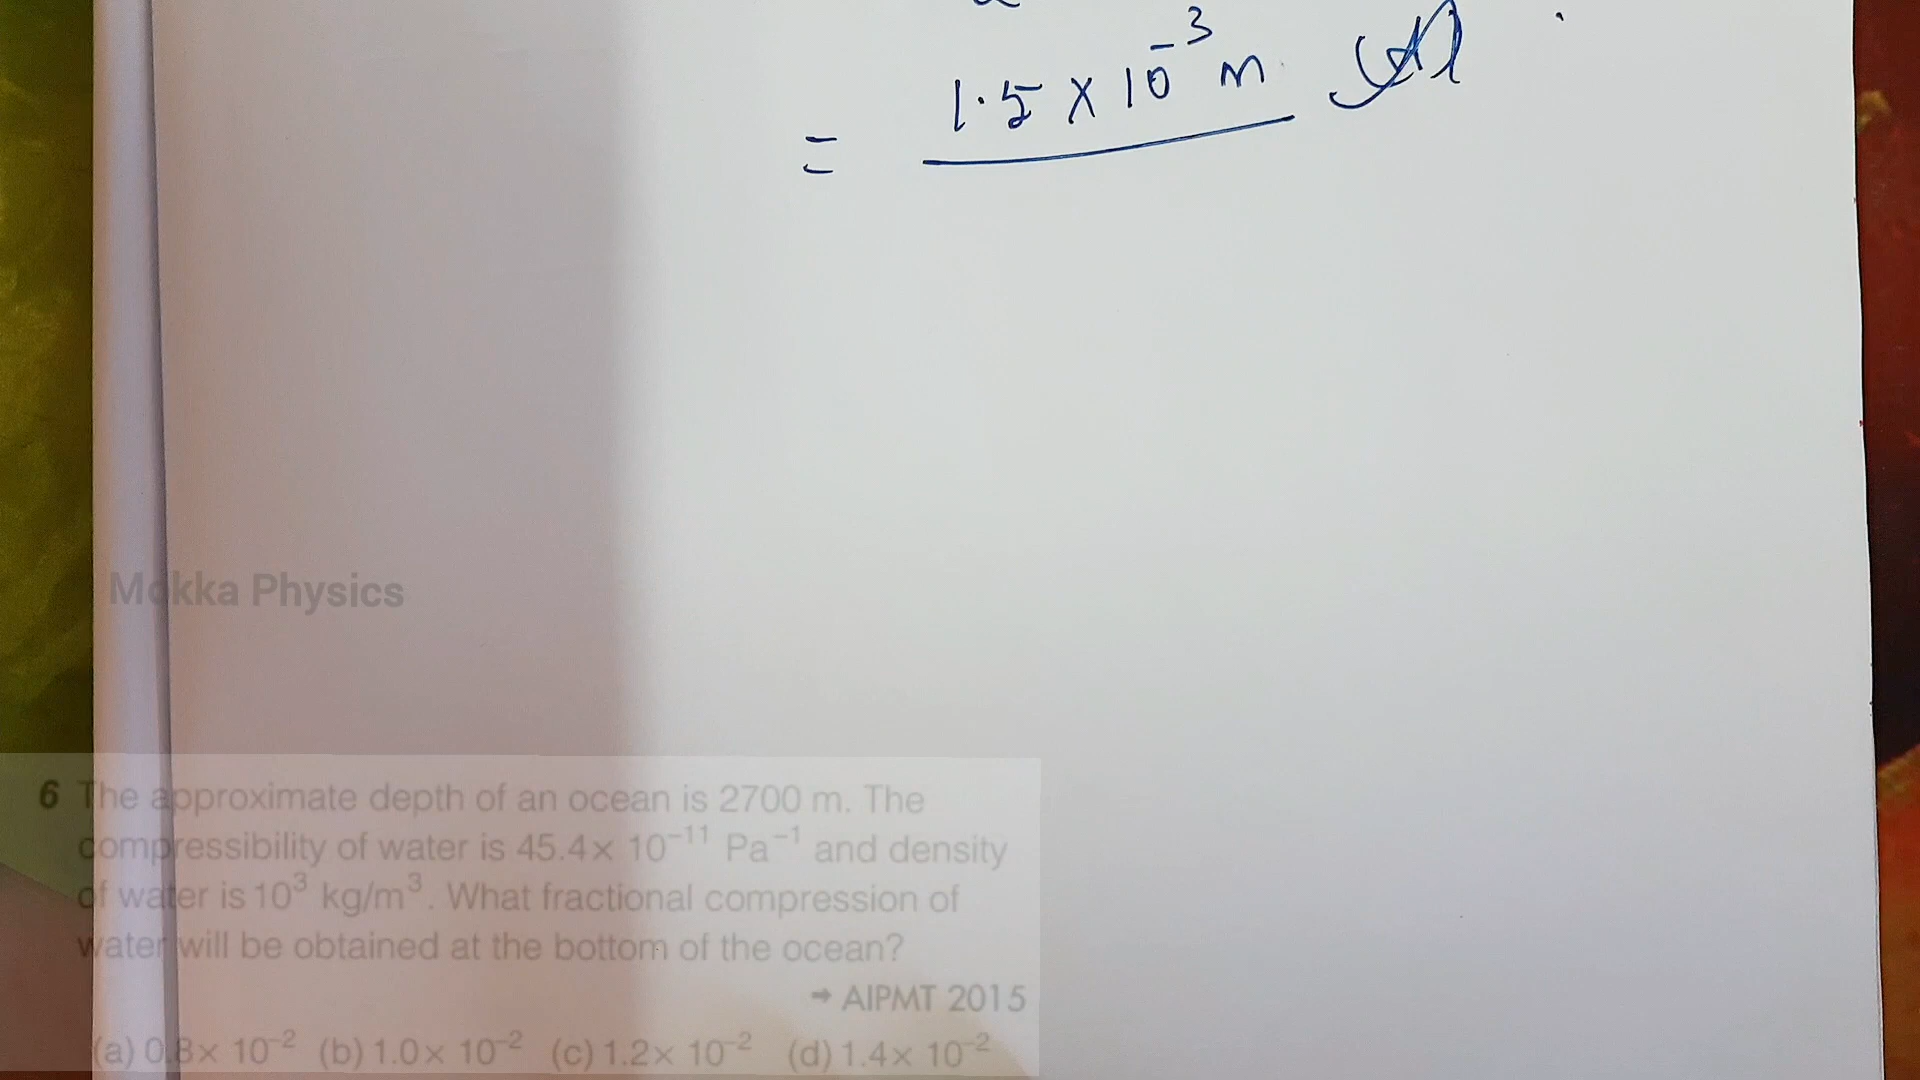 1.5 × 10⁻³ m
=
Mokka Physics
6 The approximate depth of an ocean is 2700 m. The
compressibility of water is 45.4× 10⁻¹¹ Pa⁻¹ and density
of water is 10³ kg/m³. What fractional compression of
water will be obtained at the bottom of the ocean?
➙ AIPMT 2015
(a) 0.8× 10⁻² (b) 1.0× 10⁻² (c) 1.2× 10⁻² (d) 1.4× 10⁻²